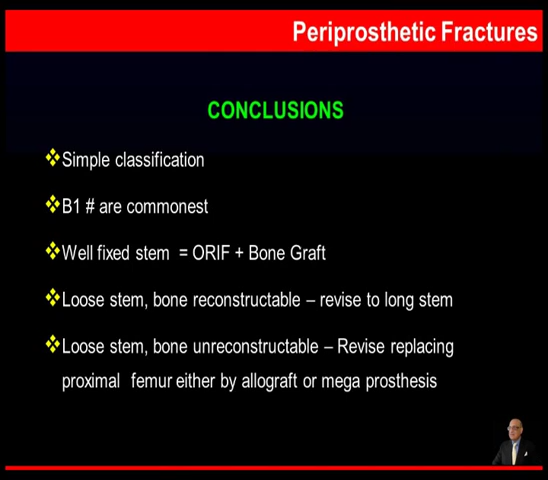 Periprosthetic Fractures
CONCLUSIONS
Simple classification
B1 # are commonest
Well fixed stem = ORIF + Bone Graft
Loose stem, bone reconstructable – revise to long stem
Loose stem, bone unreconstructable – Revise replacing
proximal femur either by allograft or mega prosthesis